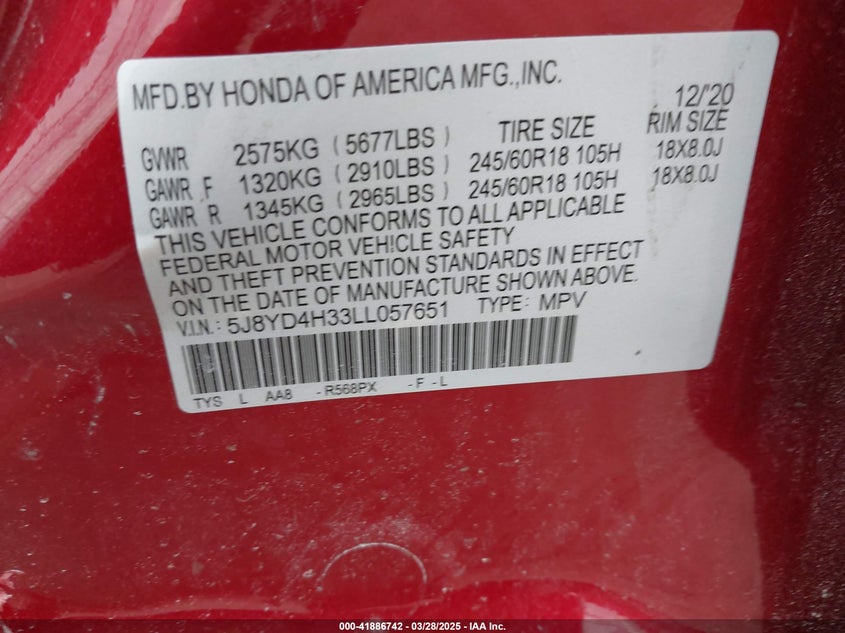 MFD.BY HONDA OF AMERICA MFG.,INC.
12/'20
GVWR 2575KG ( 5677LBS ) TIRE SIZE RIM SIZE
GAWR F 1320KG ( 2910LBS ) 245/60R18 105H 18X8.0J
GAWR R 1345KG ( 2965LBS ) 245/60R18 105H 18X8.0J
THIS VEHICLE CONFORMS TO ALL APPLICABLE
FEDERAL MOTOR VEHICLE SAFETY
AND THEFT PREVENTION STANDARDS IN EFFECT
ON THE DATE OF MANUFACTURE SHOWN ABOVE.
V.I.N.: 5J8YD4H33LL057651 TYPE: MPV
TYS L AA8 - R568PX - F - L
000-41886742 - 03/28/2025 - IAA Inc.